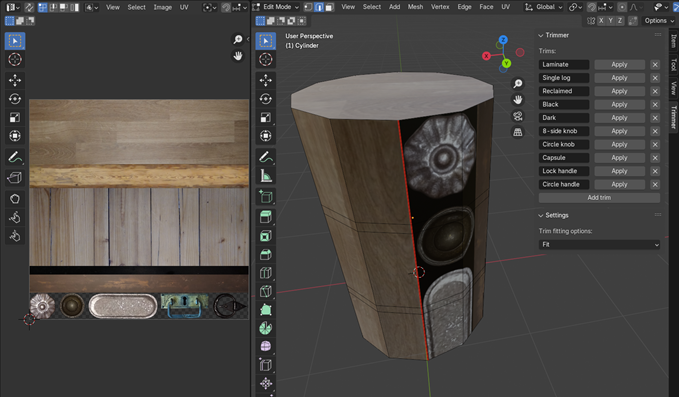 View Select Image UV
Edit Mode View Select Add Mesh Vertex Edge Face UV Global
X Y Z Options
User Perspective
(1) Cylinder
Z
X
Y
Item
Tool
View
Trimmer
Trimmer
Trims:
Laminate Apply
Single log Apply
Reclaimed Apply
Black Apply
Dark Apply
8-side knob Apply
Circle knob Apply
Capsule Apply
Lock handle Apply
Circle handle Apply
Add trim
Settings
Trim fitting options:
Fit